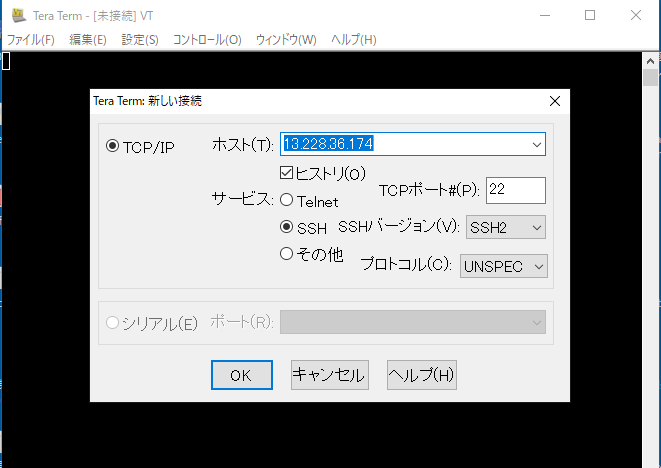 Tera Term - [未接続] VT
ファイル(F) 編集(E) 設定(S) コントロール(O) ウィンドウ(W) ヘルプ(H)
Tera Term: 新しい接続
TCP/IP ホスト(T): 13.228.36.174
ヒストリ(O)
サービス: Telnet TCPポート#(P): 22
SSH SSHバージョン(V): SSH2
その他 プロトコル(C): UNSPEC
シリアル(E) ポート(R):
OK キャンセル ヘルプ(H)